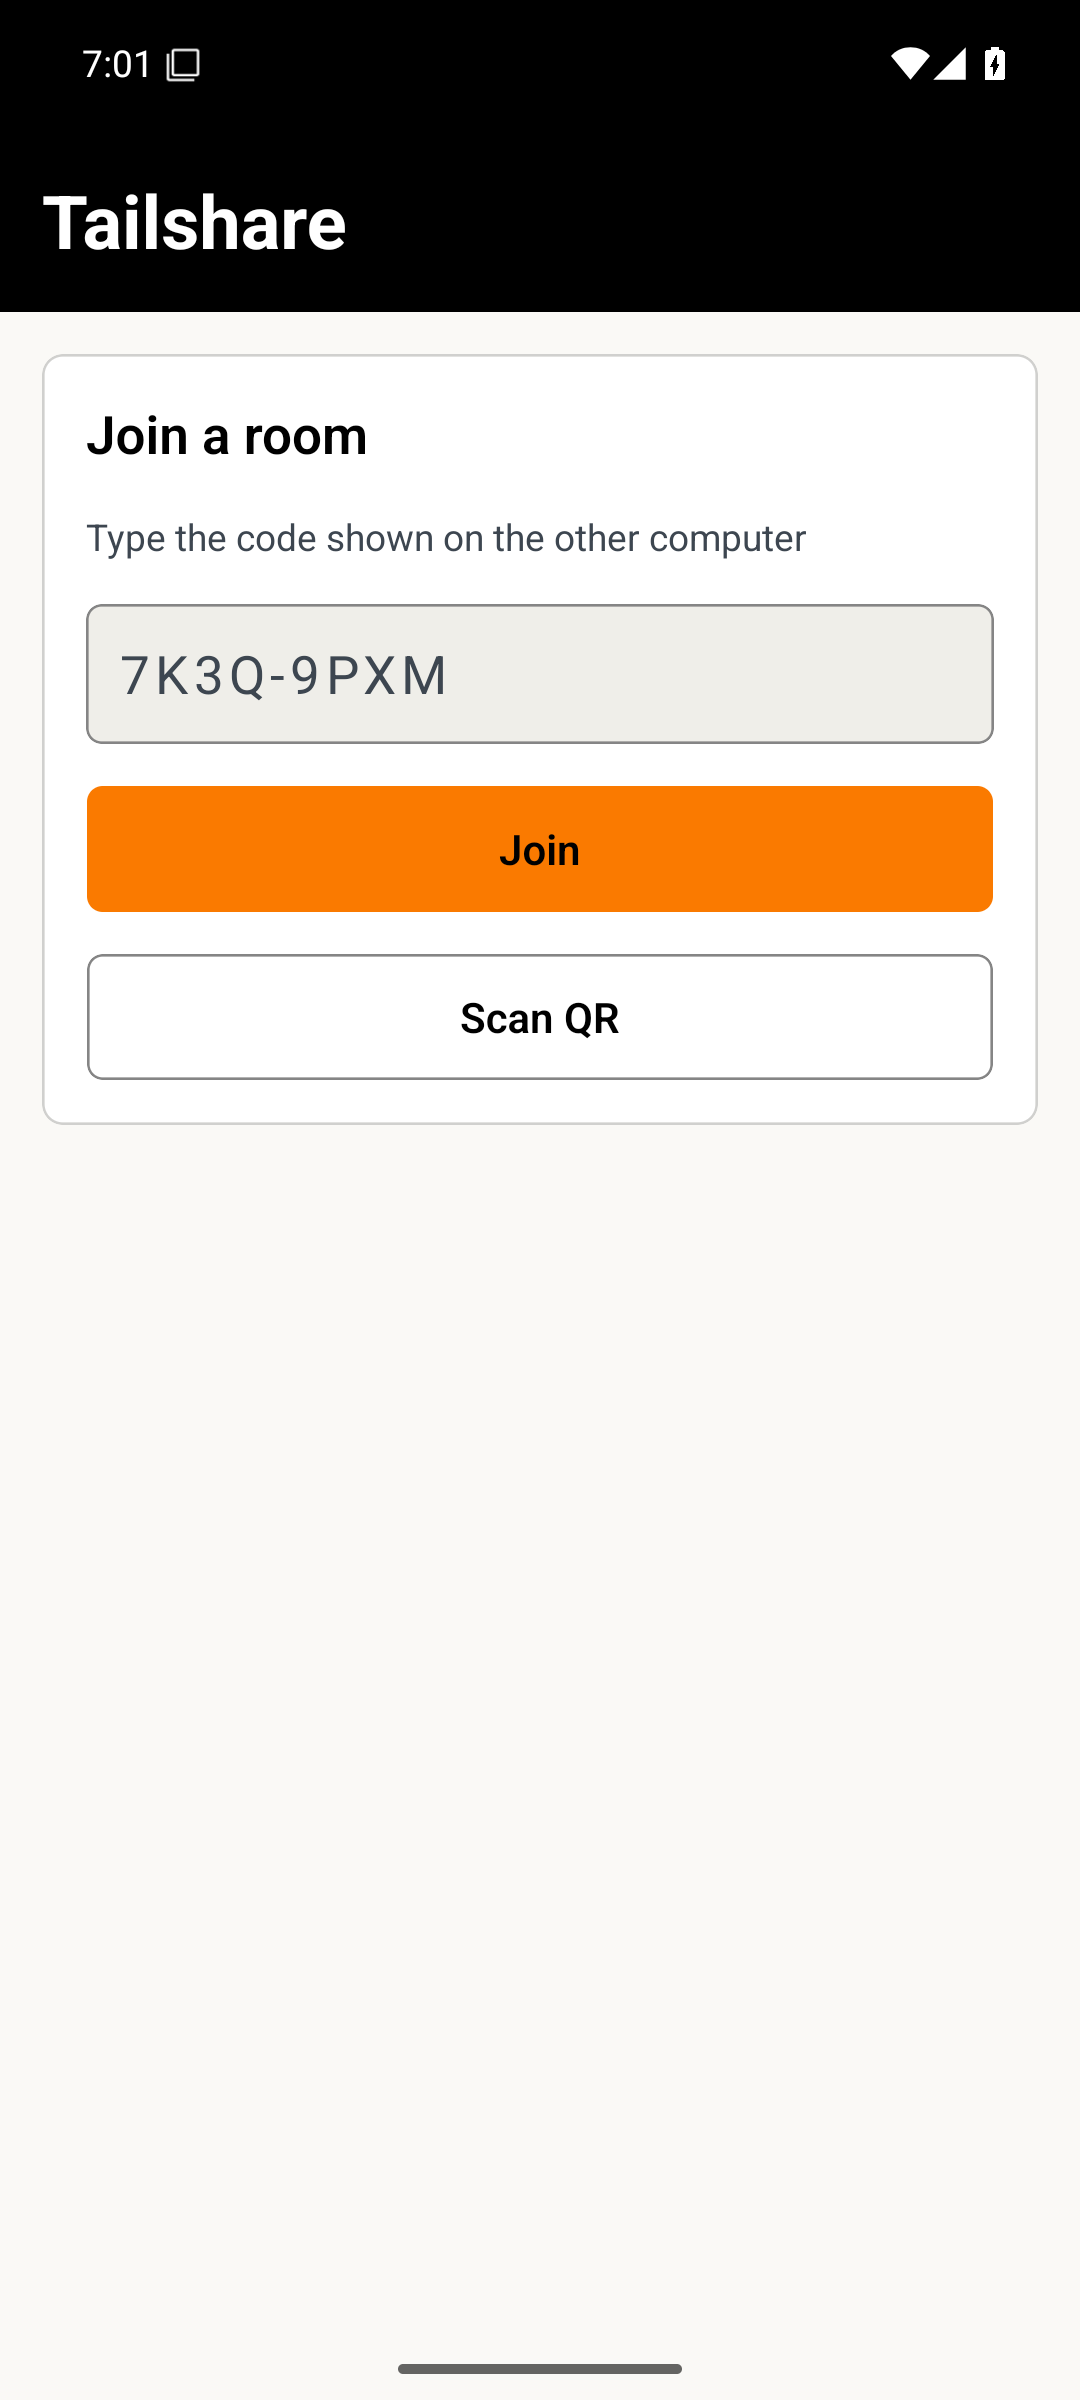 7:01
Tailshare
Join a room
Type the code shown on the other computer
7K3Q-9PXM
Join
Scan QR